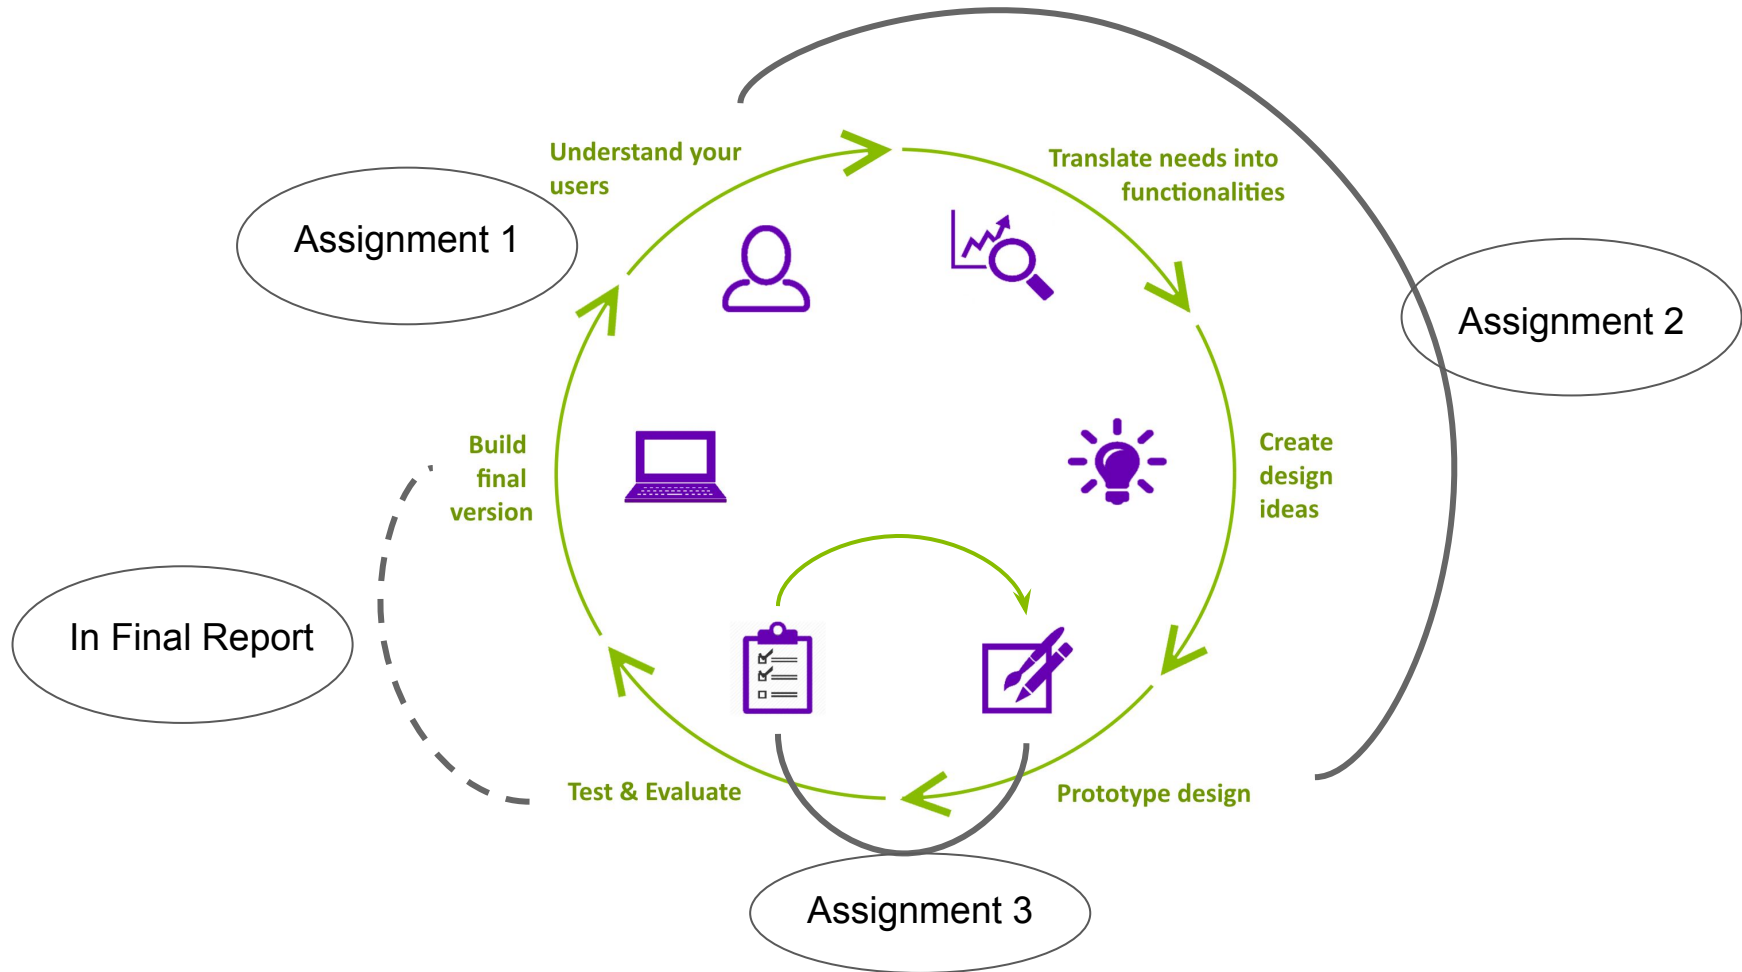 Understand your
users
Translate needs into
functionalities
Assignment 1
Assignment 2
Build
final
version
Create
design
ideas
In Final Report
Test & Evaluate
Prototype design
Assignment 3